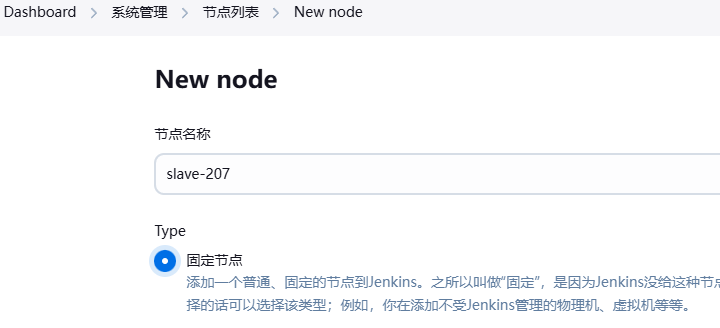 Dashboard > 系统管理 > 节点列表 > New node
New node
节点名称
slave-207
Type
固定节点
添加一个普通、固定的节点到Jenkins。之所以叫做“固定”，是因为Jenkins没给这种节点
择的话可以选择该类型；例如，你在添加不受Jenkins管理的物理机、虚拟机等等。